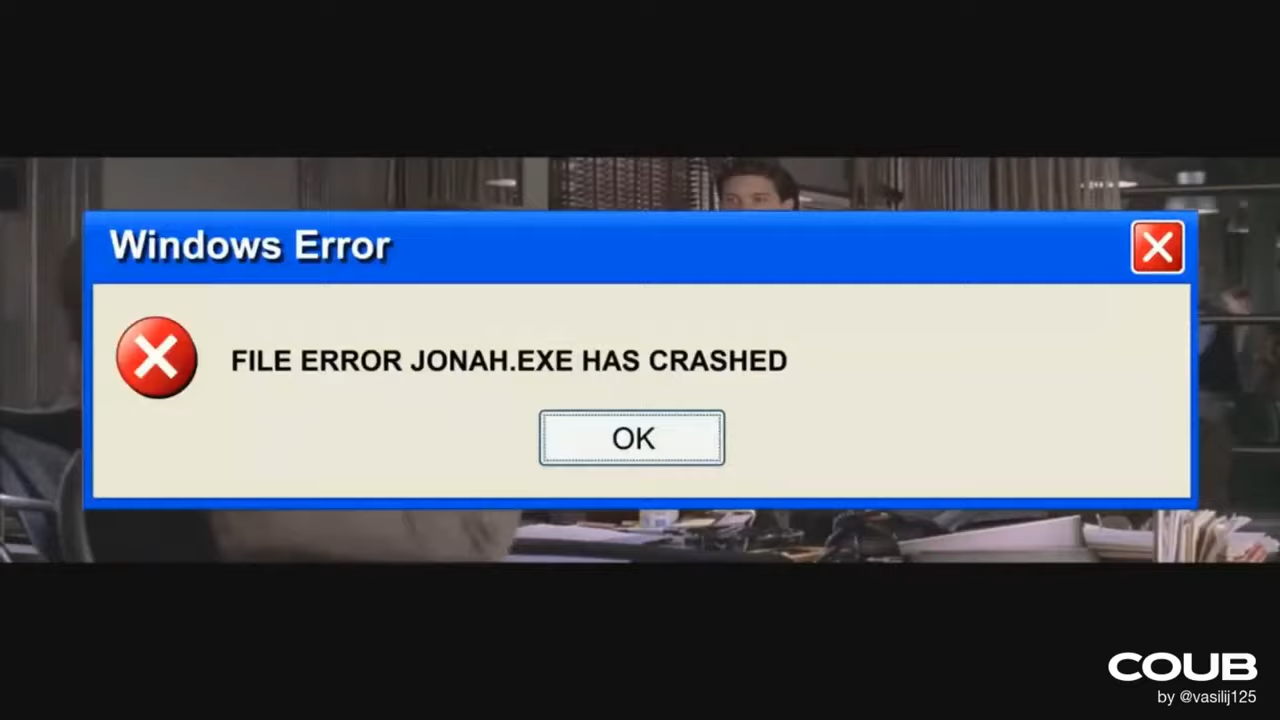 Windows Error
FILE ERROR JONAH.EXE HAS CRASHED
OK
COUB
by @vasilij125